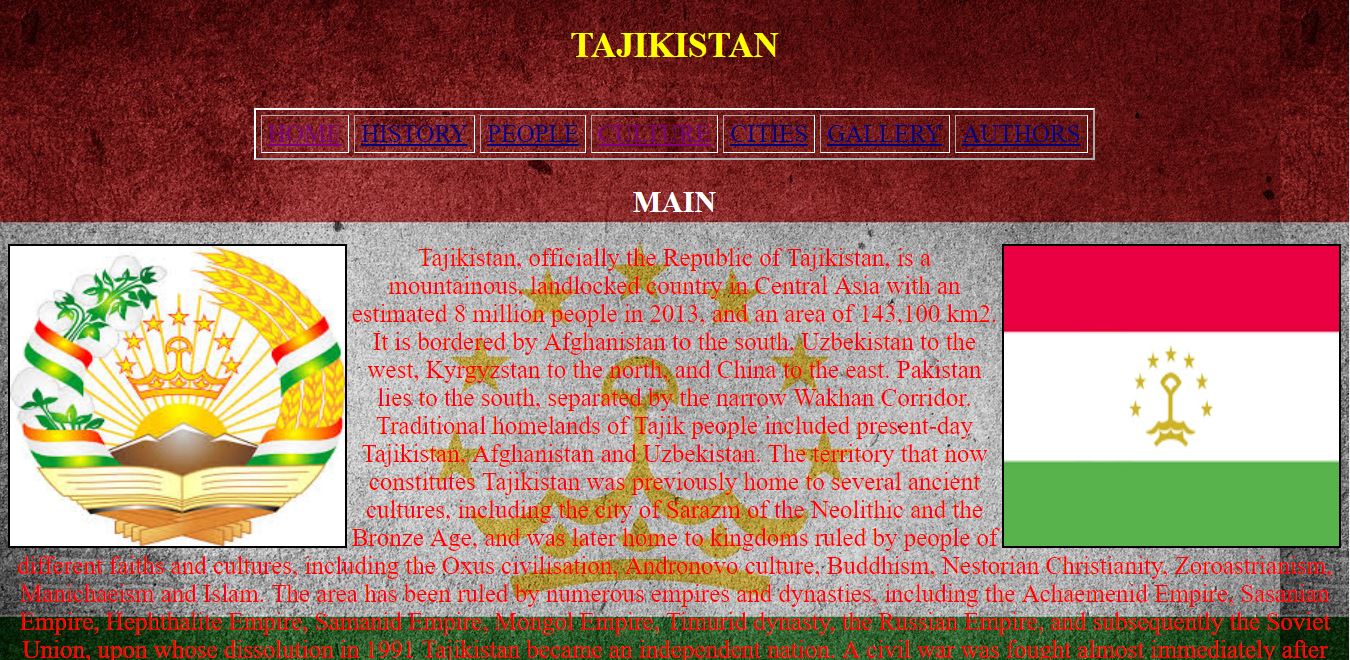 TAJIKISTAN
HOME HISTORY PEOPLE CULTURE CITIES GALLERY AUTHORS
MAIN
Tajikistan, officially the Republic of Tajikistan, is a
mountainous, landlocked country in Central Asia with an
estimated 8 million people in 2013, and an area of 143,100 km2.
It is bordered by Afghanistan to the south, Uzbekistan to the
west, Kyrgyzstan to the north, and China to the east. Pakistan
lies to the south, separated by the narrow Wakhan Corridor.
Traditional homelands of Tajik people included present-day
Tajikistan, Afghanistan and Uzbekistan. The territory that now
constitutes Tajikistan was previously home to several ancient
cultures, including the city of Sarazm of the Neolithic and the
Bronze Age, and was later home to kingdoms ruled by people of
different faiths and cultures, including the Oxus civilisation, Andronovo culture, Buddhism, Nestorian Christianity, Zoroastrianism,
Manichaeism and Islam. The area has been ruled by numerous empires and dynasties, including the Achaemenid Empire, Sasanian
Empire, Hephthalite Empire, Samanid Empire, Mongol Empire, Timurid dynasty, the Russian Empire, and subsequently the Soviet
Union, upon whose dissolution in 1991 Tajikistan became an independent nation. A civil war was fought almost immediately after